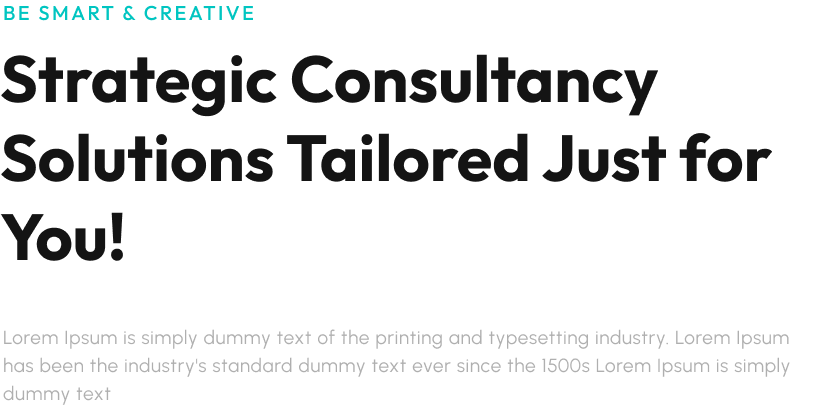 BE SMART & CREATIVE
Strategic Consultancy
Solutions Tailored Just for
You!
Lorem Ipsum is simply dummy text of the printing and typesetting industry. Lorem Ipsum
has been the industry's standard dummy text ever since the 1500s Lorem Ipsum is simply
dummy text